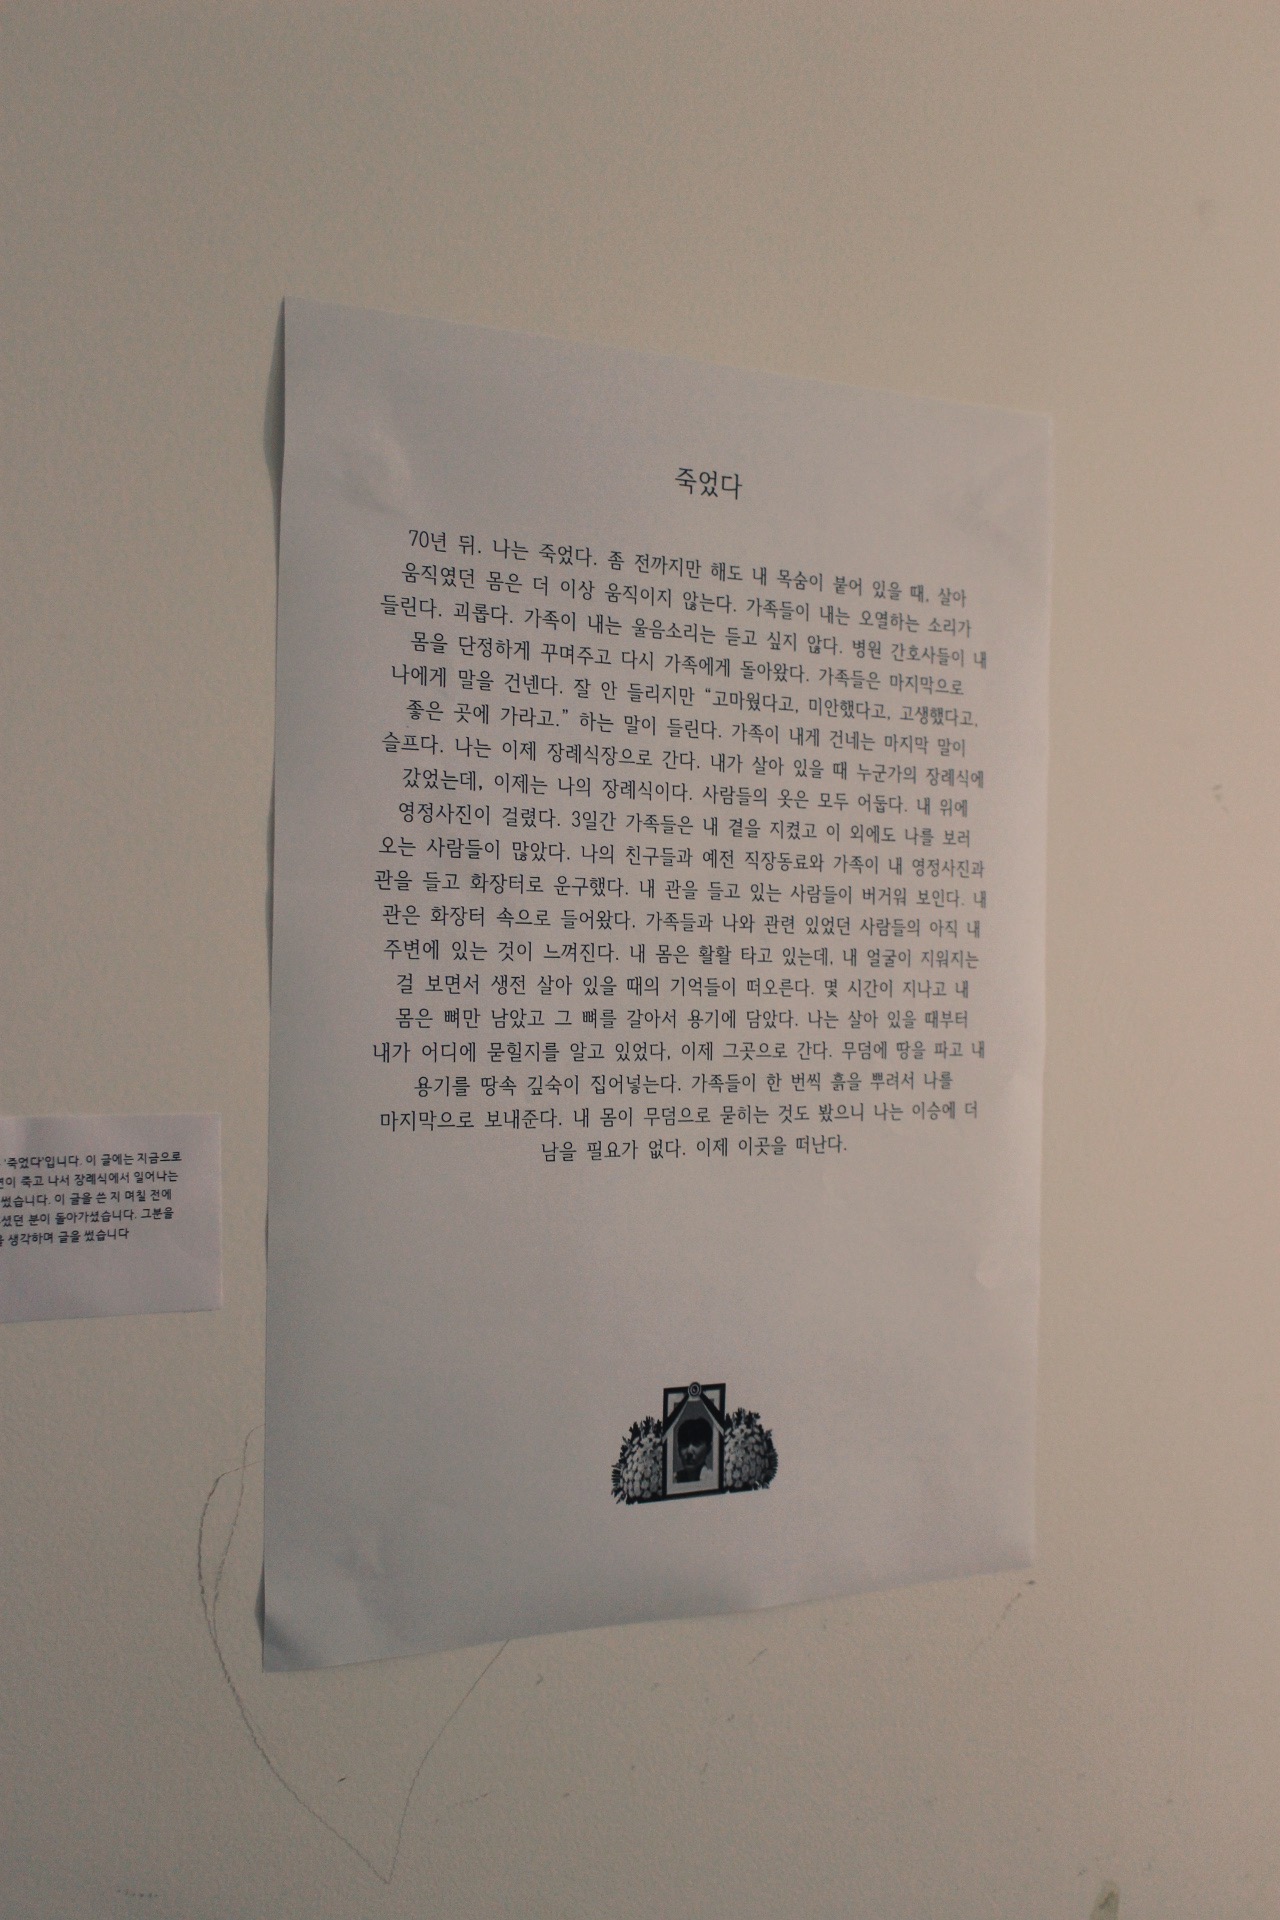 죽었다
70년 뒤. 나는 죽었다. 좀 전까지만 해도 내 목숨이 붙어 있을 때, 살아
움직였던 몸은 더 이상 움직이지 않는다. 가족들이 내는 오열하는 소리가
들린다. 괴롭다. 가족이 내는 울음소리는 듣고 싶지 않다. 병원 간호사들이 내
몸을 단정하게 꾸며주고 다시 가족에게 돌아왔다. 가족들은 마지막으로
나에게 말을 건넨다. 잘 안 들리지만 “고마웠다고, 미안했다고, 고생했다고,
좋은 곳에 가라고.” 하는 말이 들린다. 가족이 내게 건네는 마지막 말이
슬프다. 나는 이제 장례식장으로 간다. 내가 살아 있을 때 누군가의 장례식에
갔었는데, 이제는 나의 장례식이다. 사람들의 옷은 모두 어둡다. 내 위에
영정사진이 걸렸다. 3일간 가족들은 내 곁을 지켰고 이 외에도 나를 보러
오는 사람들이 많았다. 나의 친구들과 예전 직장동료와 가족이 내 영정사진과
관을 들고 화장터로 운구했다. 내 관을 들고 있는 사람들이 버거워 보인다. 내
관은 화장터 속으로 들어왔다. 가족들과 나와 관련 있었던 사람들의 아직 내
주변에 있는 것이 느껴진다. 내 몸은 활활 타고 있는데, 내 얼굴이 지워지는
걸 보면서 생전 살아 있을 때의 기억들이 떠오른다. 몇 시간이 지나고 내
몸은 뼈만 남았고 그 뼈를 갈아서 용기에 담았다. 나는 살아 있을 때부터
내가 어디에 묻힐지를 알고 있었다, 이제 그곳으로 간다. 무덤에 땅을 파고 내
용기를 땅속 깊숙이 집어넣는다. 가족들이 한 번씩 흙을 뿌려서 나를
마지막으로 보내준다. 내 몸이 무덤으로 묻히는 것도 봤으니 나는 이승에 더
남을 필요가 없다. 이제 이곳을 떠난다.
'죽었다'입니다. 이 글에는 지금으로
죽고 나서 장례식에서 일어나는
썼습니다. 이 글을 쓴 지 며칠 전에
분이 돌아가셨습니다. 그분을
생각하며 글을 썼습니다